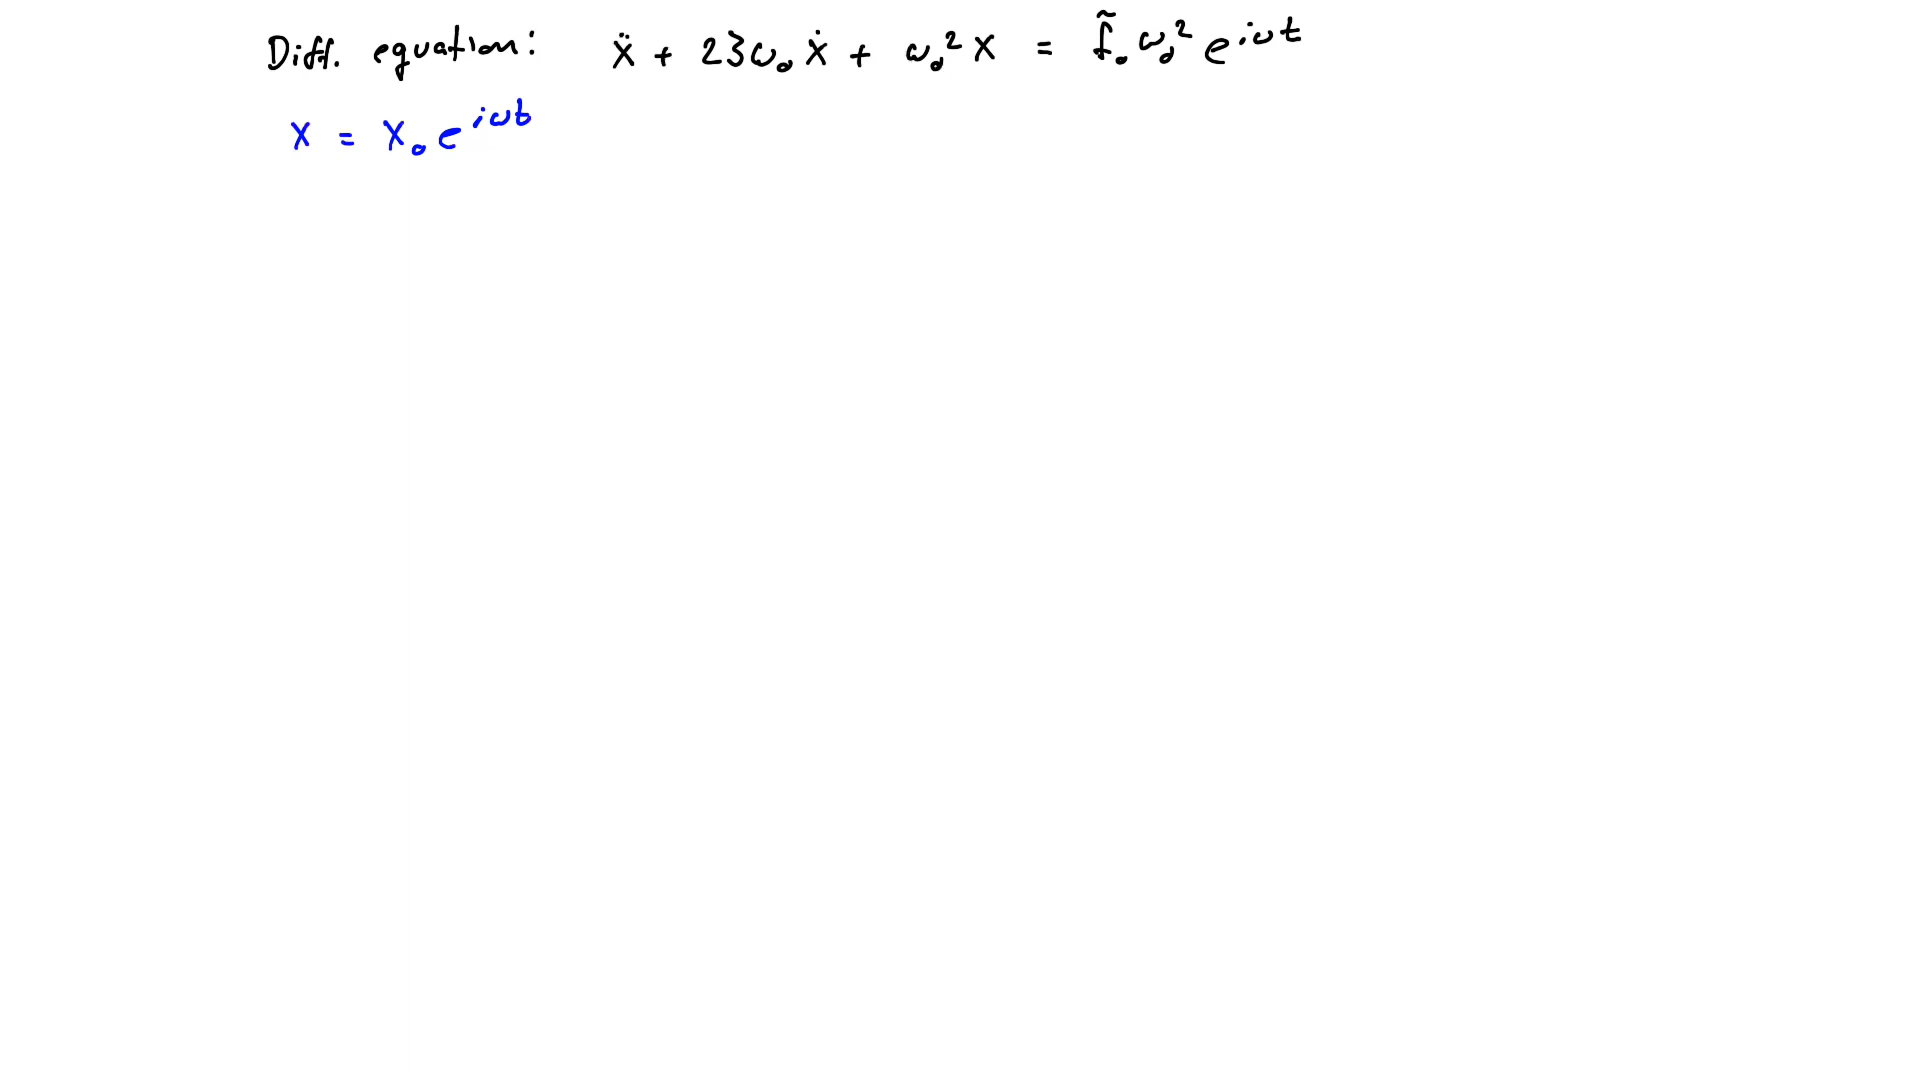 Diff. equation: ẍ + 2ζω₀ẋ + ω₀²x = f̃₀ω₀²e^{iωt}
x = x₀e^{iωt}